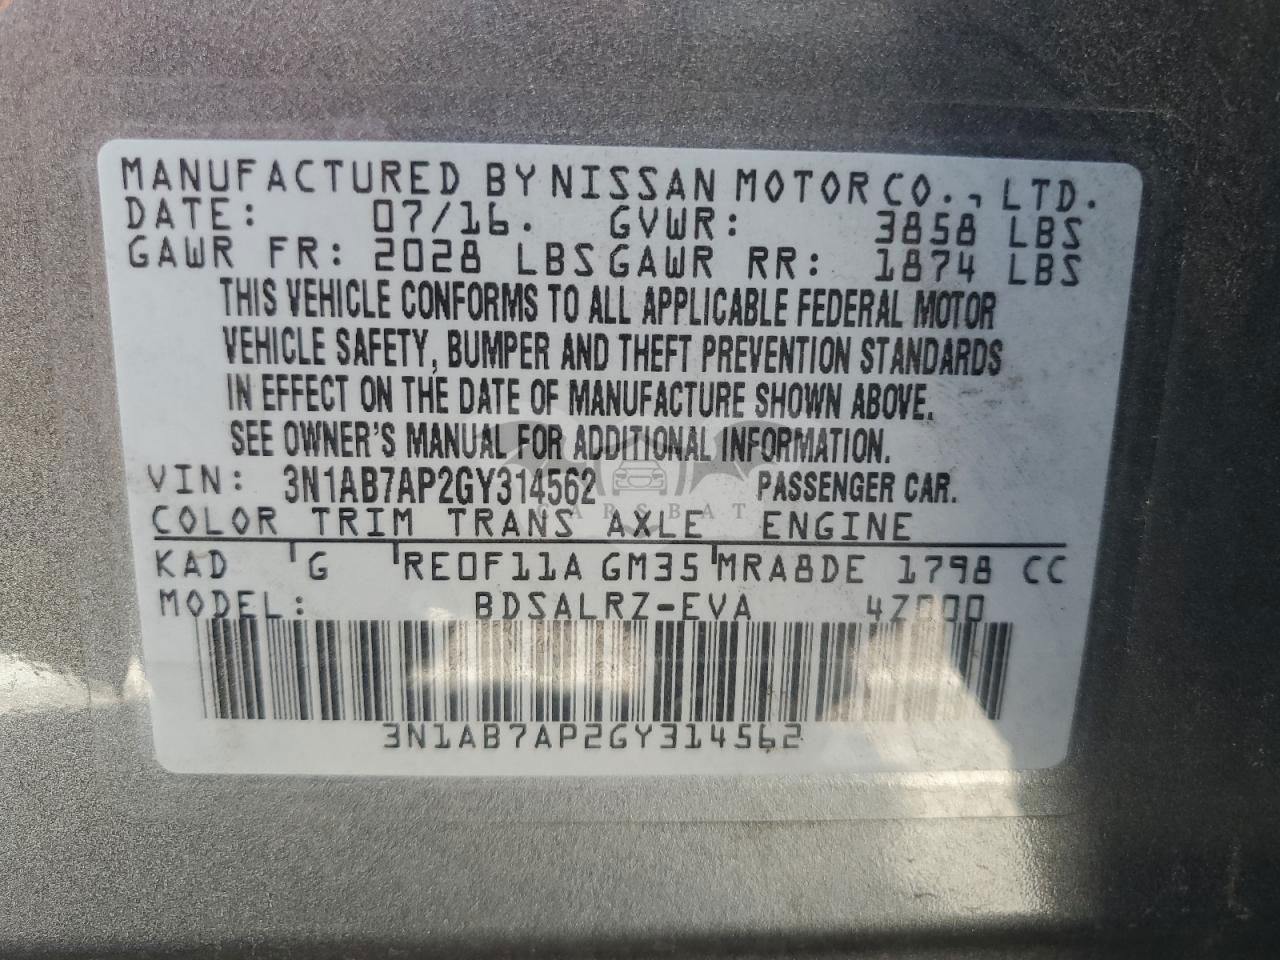 MANUFACTURED BY NISSAN MOTOR CO., LTD.
DATE: 07/16. GVWR: 3858 LBS
GAWR FR: 2028 LBS GAWR RR: 1874 LBS
THIS VEHICLE CONFORMS TO ALL APPLICABLE FEDERAL MOTOR
VEHICLE SAFETY, BUMPER AND THEFT PREVENTION STANDARDS
IN EFFECT ON THE DATE OF MANUFACTURE SHOWN ABOVE.
SEE OWNER'S MANUAL FOR ADDITIONAL INFORMATION.
VIN: 3N1AB7AP2GY314562 PASSENGER CAR.
CARSBAT
COLOR TRIM TRANS AXLE ENGINE
KAD G RE0F11A GM35 MRA8DE 1798 CC
MODEL: BDSALRZ-EVA
3N1AB7AP2GY314562